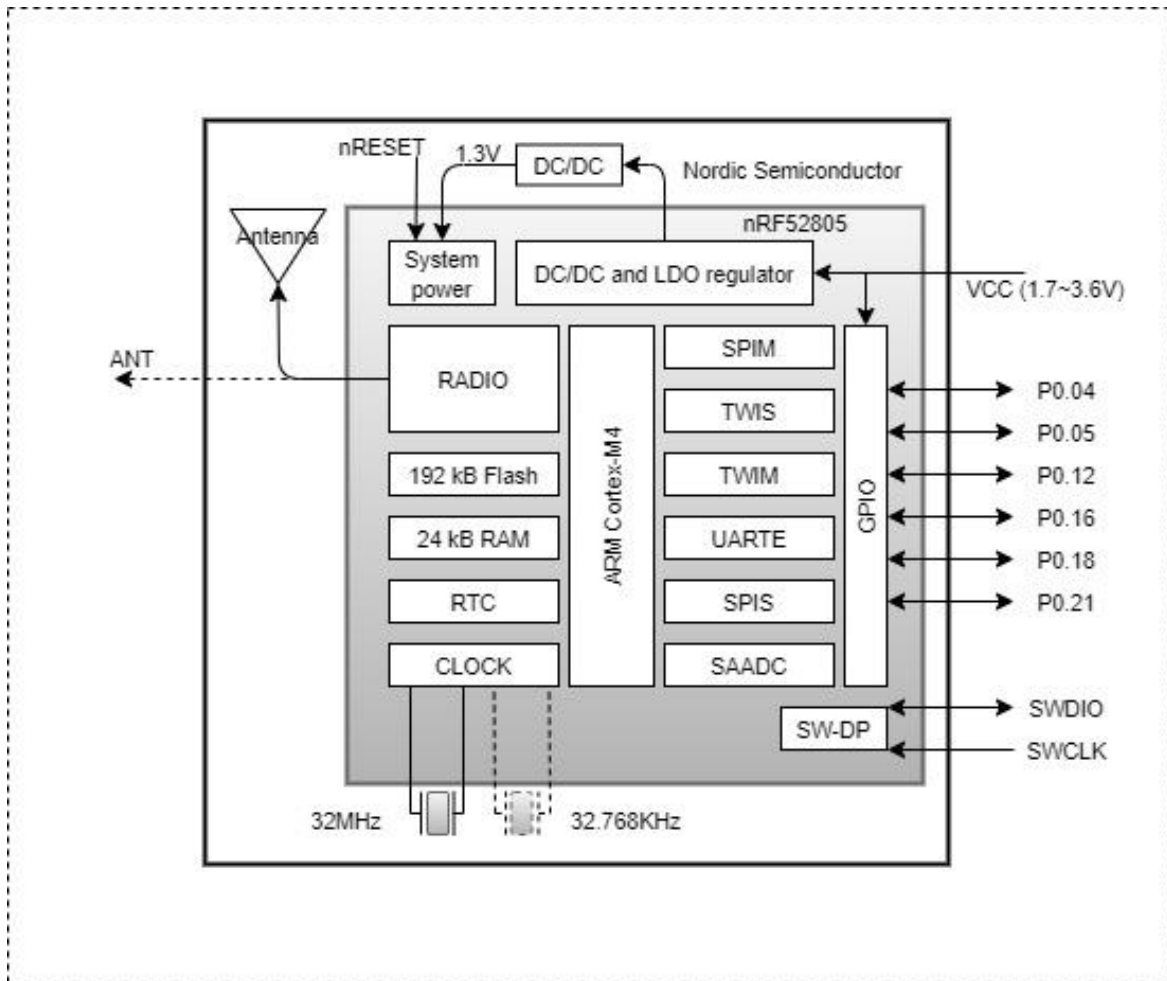 nRESET
1.3V
DC/DC
Nordic Semiconductor
Antenna
nRF52805
System
power
DC/DC and LDO regulator
VCC (1.7~3.6V)
ANT
RADIO
ARM Cortex-M4
SPIM
TWIS
192 kB Flash
TWIM
24 kB RAM
UARTE
RTC
SPIS
CLOCK
SAADC
GPIO
P0.04
P0.05
P0.12
P0.16
P0.18
P0.21
SW-DP
SWDIO
SWCLK
32MHz
32.768KHz